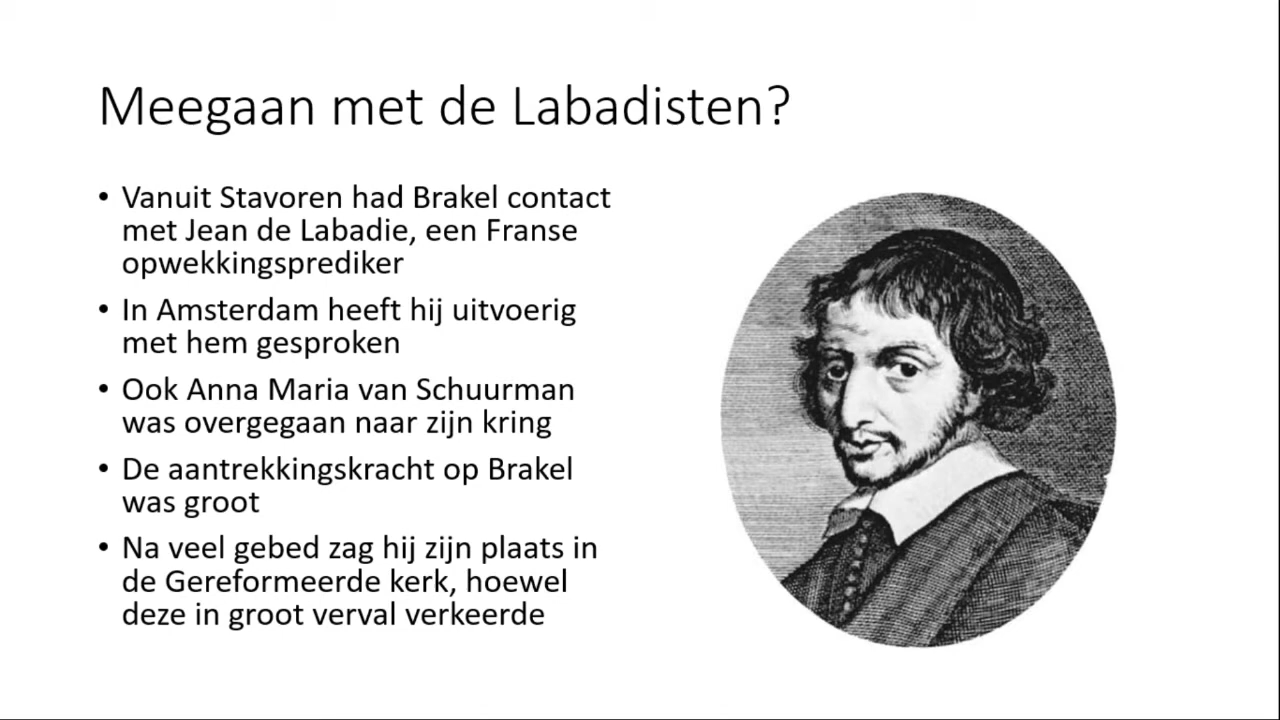 Meegaan met de Labadisten?
• Vanuit Stavoren had Brakel contact
met Jean de Labadie, een Franse
opwekkingsprediker
• In Amsterdam heeft hij uitvoerig
met hem gesproken
• Ook Anna Maria van Schuurman
was overgegaan naar zijn kring
• De aantrekkingskracht op Brakel
was groot
• Na veel gebed zag hij zijn plaats in
de Gereformeerde kerk, hoewel
deze in groot verval verkeerde